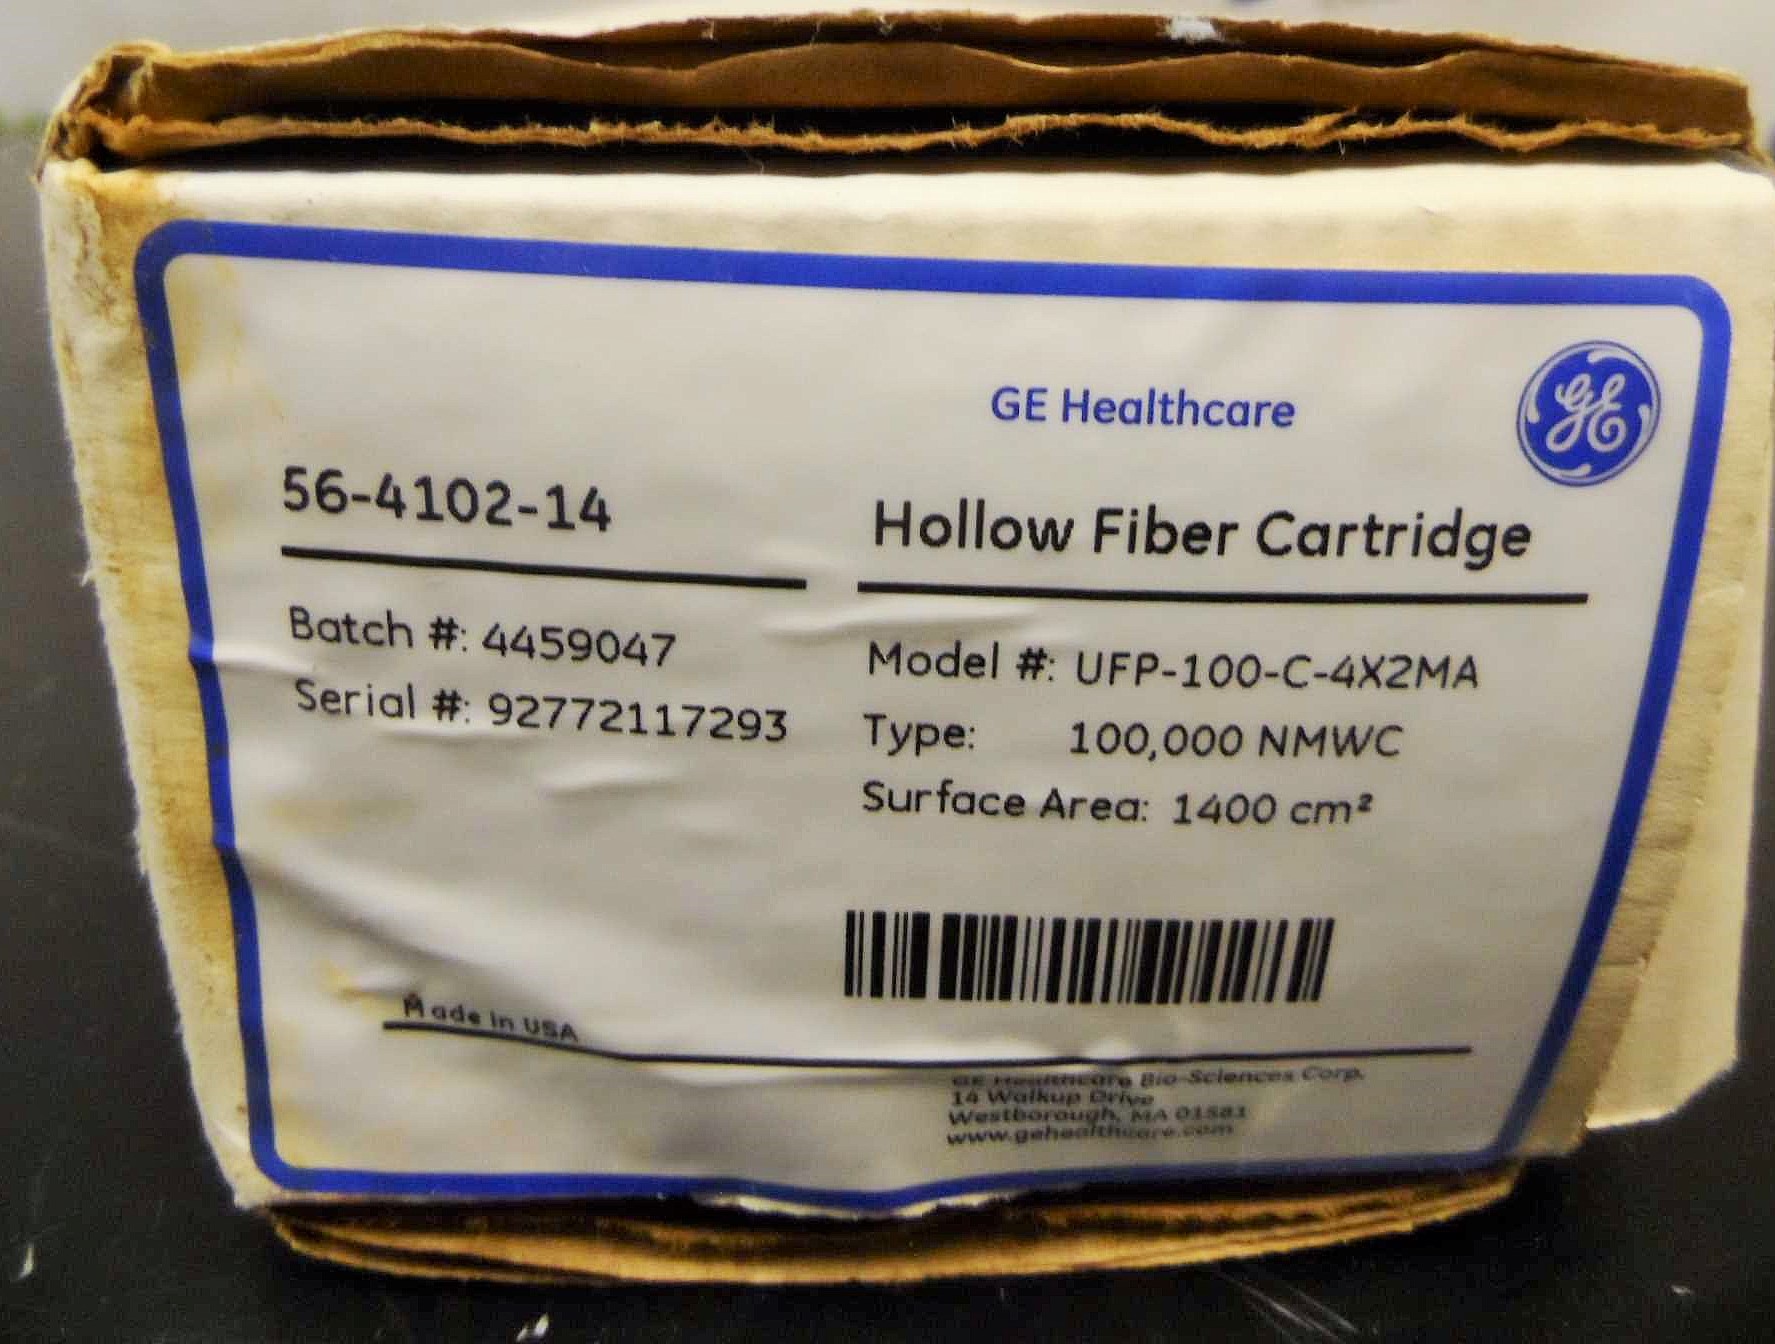 GE Healthcare
GE
56-4102-14
Hollow Fiber Cartridge
Batch #: 4459047
Serial #: 92772117293
Model #: UFP-100-C-4X2MA
Type: 100,000 NMWC
Surface Area: 1400 cm²
Made in USA
GE Healthcare Bio-Sciences Corp.
14 Walkup Drive
Westborough, MA 01581
www.gehealthcare.com